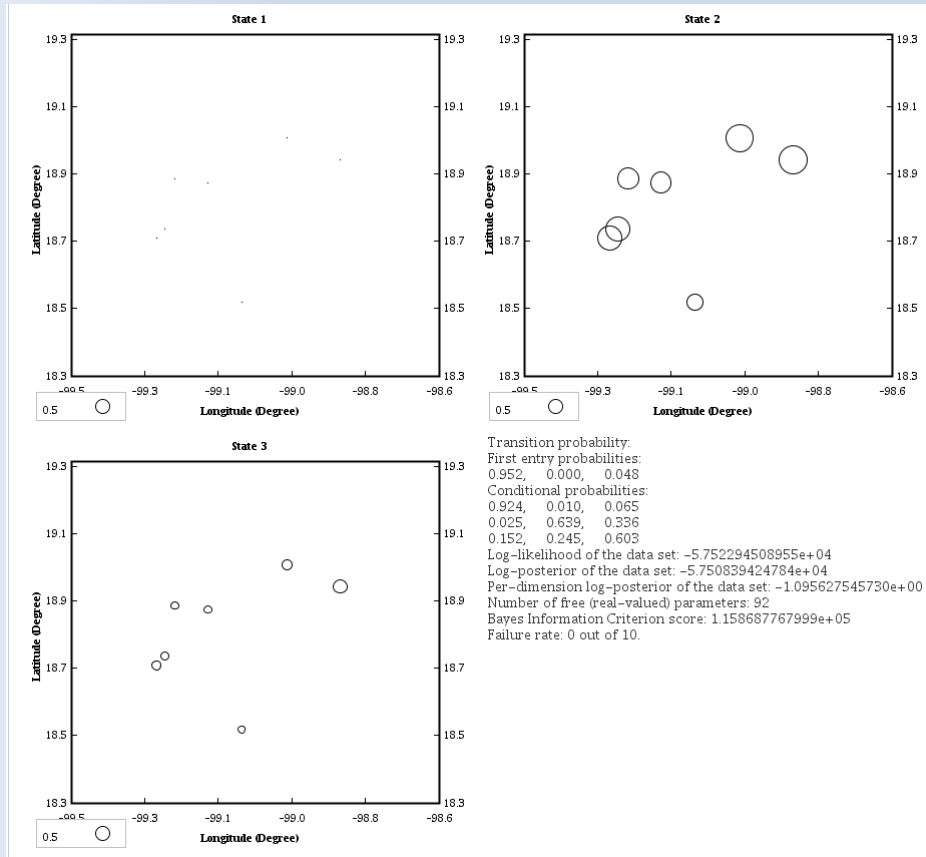 State 1
19.3
19.3
19.1
19.1
18.9
18.9
18.7
18.7
18.5
18.5
18.3
18.3
Latitude (Degree)
-99.3 -99.1 -99.0 -98.8 -98.6
0.5
Longitude (Degree)
State 2
19.3
19.3
19.1
19.1
18.9
18.9
18.7
18.7
18.5
18.5
18.3
18.3
Latitude (Degree)
-99.3 -99.1 -99.0 -98.8 -98.6
0.5
Longitude (Degree)
State 3
19.3
19.3
19.1
19.1
18.9
18.9
18.7
18.7
18.5
18.5
18.3
18.3
Latitude (Degree)
-99.3 -99.1 -99.0 -98.8 -98.6
0.5
Longitude (Degree)
Transition probability:
First entry probabilities:
0.952, 0.000, 0.048
Conditional probabilities:
0.924, 0.010, 0.065
0.025, 0.639, 0.336
0.152, 0.245, 0.603
Log-likelihood of the data set: -5.752294508955e+04
Log-posterior of the data set: -5.750839424784e+04
Per-dimension log-posterior of the data set: -1.095627545730e+00
Number of free (real-valued) parameters: 92
Bayes Information Criterion score: 1.158687767999e+05
Failure rate: 0 out of 10.